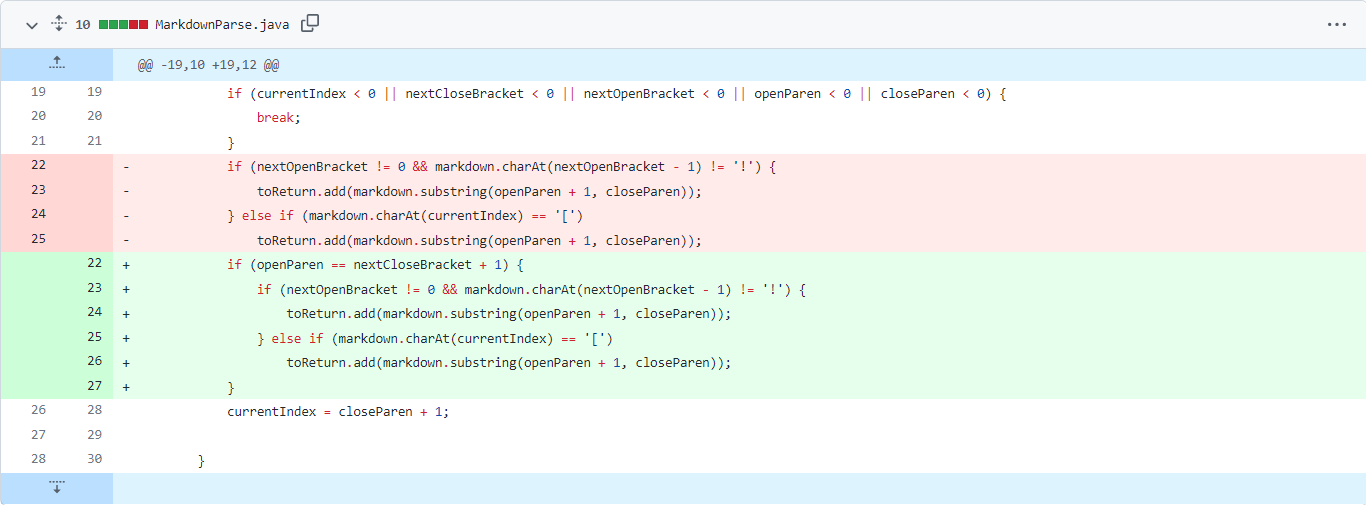 10 MarkdownParse.java
@@ -19,10 +19,12 @@
19 19 if (currentIndex < 0 || nextCloseBracket < 0 || nextOpenBracket < 0 || openParen < 0 || closeParen < 0) {
20 20 break;
21 21 }
22 - if (nextOpenBracket != 0 && markdown.charAt(nextOpenBracket - 1) != '!') {
23 - toReturn.add(markdown.substring(openParen + 1, closeParen));
24 - } else if (markdown.charAt(currentIndex) == '[')
25 - toReturn.add(markdown.substring(openParen + 1, closeParen));
22 + if (openParen == nextCloseBracket + 1) {
23 + if (nextOpenBracket != 0 && markdown.charAt(nextOpenBracket - 1) != '!') {
24 + toReturn.add(markdown.substring(openParen + 1, closeParen));
25 + } else if (markdown.charAt(currentIndex) == '[')
26 + toReturn.add(markdown.substring(openParen + 1, closeParen));
27 + }
26 28 currentIndex = closeParen + 1;
27 29
28 30 }